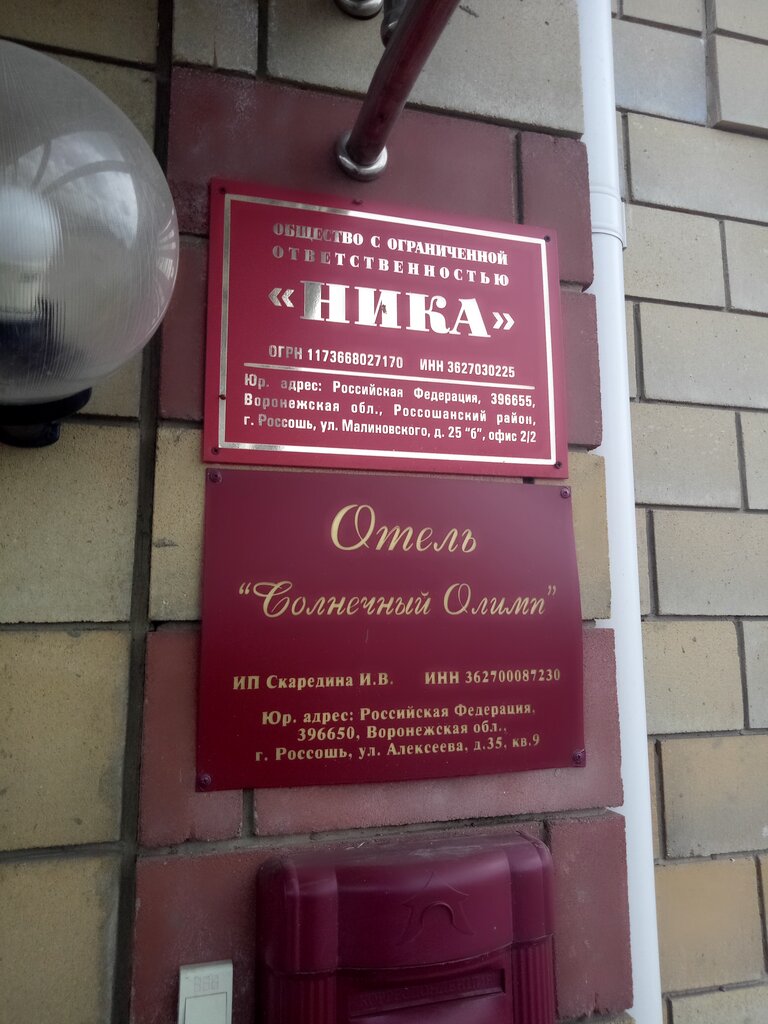 ОБЩЕСТВО С ОГРАНИЧЕННОЙ
ОТВЕТСТВЕННОСТЬЮ
«НИКА»
ОГРН 1173668027170 ИНН 3627030225
Юр. адрес: Российская Федерация, 396655,
Воронежская обл., Россошанский район,
г. Россошь, ул. Малиновского, д. 25 "б", офис 2/2
Отель
“Солнечный Олимп”
ИП Скаредина И.В. ИНН 362700087230
Юр. адрес: Российская Федерация,
396650, Воронежская обл.,
г. Россошь, ул. Алексеева, д.35, кв.9